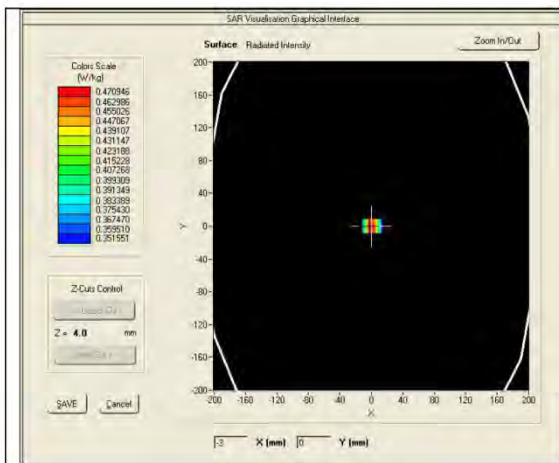 SAR Visualisation Graphical Interface
Surface Radiated Intensity
Zoom In/Out
Colors Scale
(W/kg)
0.470946
0.462986
0.455026
0.447067
0.439107
0.431147
0.423188
0.415228
0.407268
0.399309
0.391349
0.383389
0.375430
0.367470
0.359510
0.351551
200
160
120
80
40
0
-40
-80
-120
-160
-200
Y
-200 -160 -120 -80 -40 0 40 80 120 160 200
X
Z-Cuts Control
Z = 4.0 mm
SAVE Cancel
-3 X (mm) 0 Y (mm)